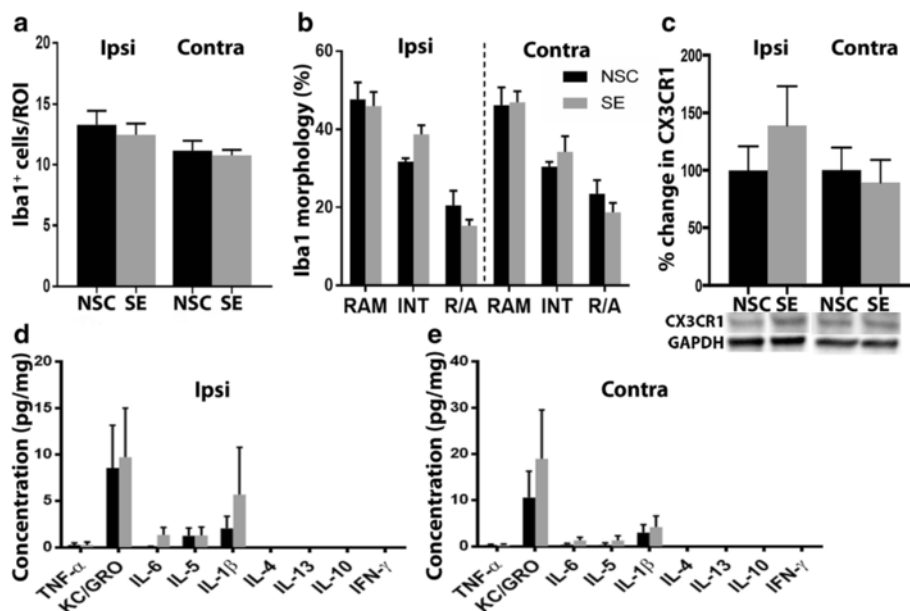 a
Ipsi Contra
Iba1+ cells/ROI
20
15
10
5
0
NSC SE NSC SE
b
Ipsi Contra
NSC
SE
Iba1 morphology (%)
60
40
20
0
RAM INT R/A RAM INT R/A
c
Ipsi Contra
% change in CX3CR1
200
150
100
50
0
NSC SE NSC SE
CX3CR1
GAPDH
d
Ipsi
Concentration (pg/mg)
20
15
10
5
0
TNF-α KC/GRO IL-6 IL-5 IL-1β IL-4 IL-13 IL-10 IFN-γ
e
Contra
Concentration (pg/mg)
40
30
20
10
0
TNF-α KC/GRO IL-6 IL-5 IL-1β IL-4 IL-13 IL-10 IFN-γ